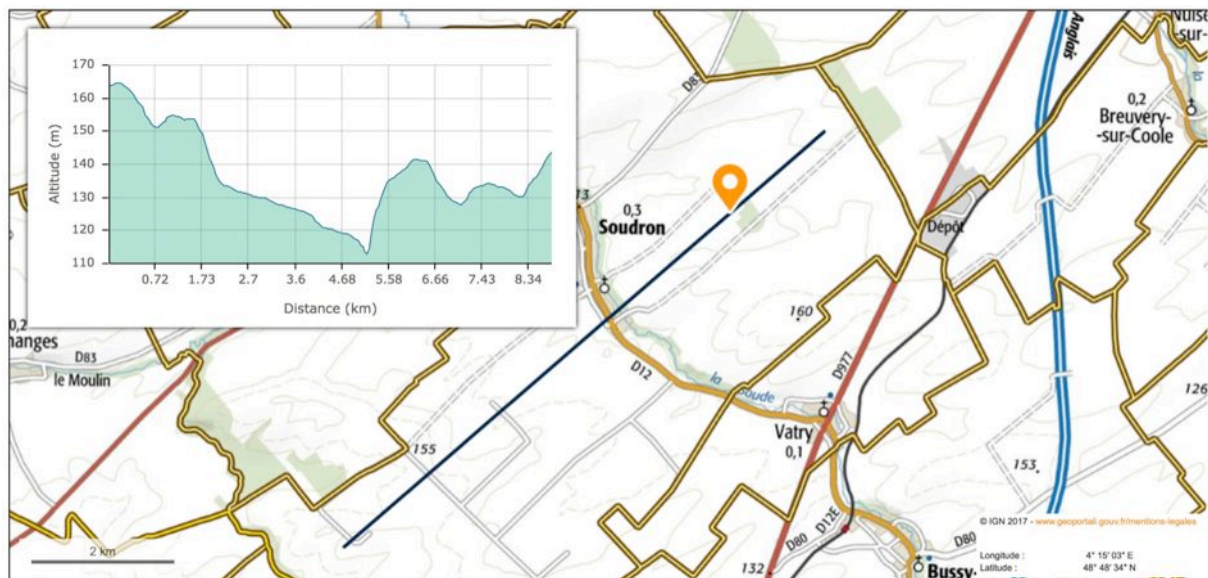 170
160
150
140
130
120
110
Altitude (m)
0.72 1.73 2.7 3.6 4.68 5.58 6.66 7.43 8.34
Distance (km)
D83
Anglais
la
0,2
Breuvery-
-sur-Coole
13
0,3
Soudron
Dépôt
160
0,2
D83
le Moulin
D12
la Soude
D977
126
Vatry
0,1
155
153
D12E
D80
D80
132
Bussy-
2 km
© IGN 2017 - www.geoportail.gouv.fr/mentions-legales
Longitude : 4° 15' 03" E
Latitude : 48° 48' 34" N